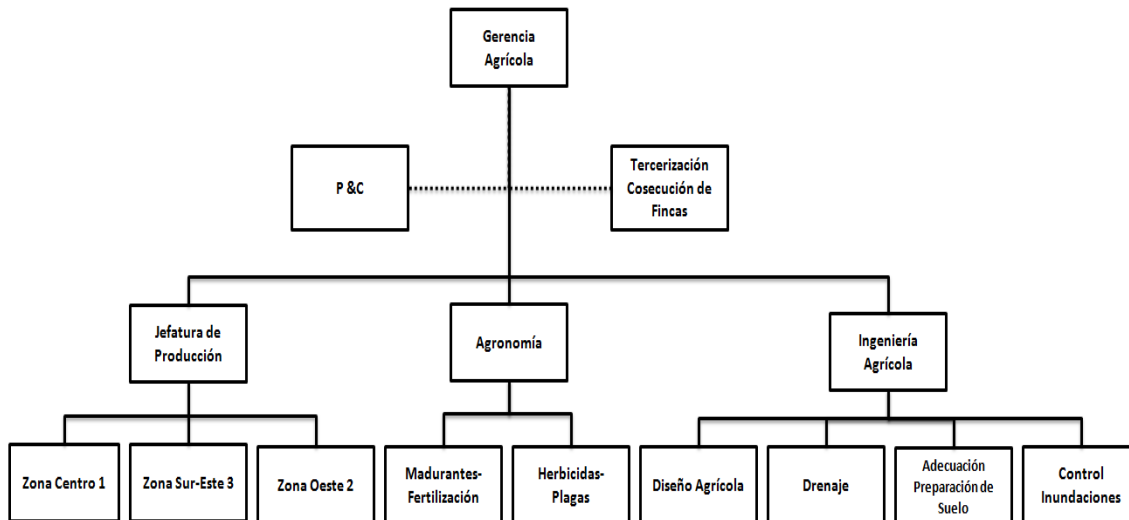 Gerencia
Agrícola
P &C
Tercerización
Cosecución de
Fincas
Jefatura de
Producción
Agronomía
Ingeniería
Agrícola
Zona Centro 1
Zona Sur-Este 3
Zona Oeste 2
Madurantes-
Fertilización
Herbicidas-
Plagas
Diseño Agrícola
Drenaje
Adecuación
Preparación de
Suelo
Control
Inundaciones